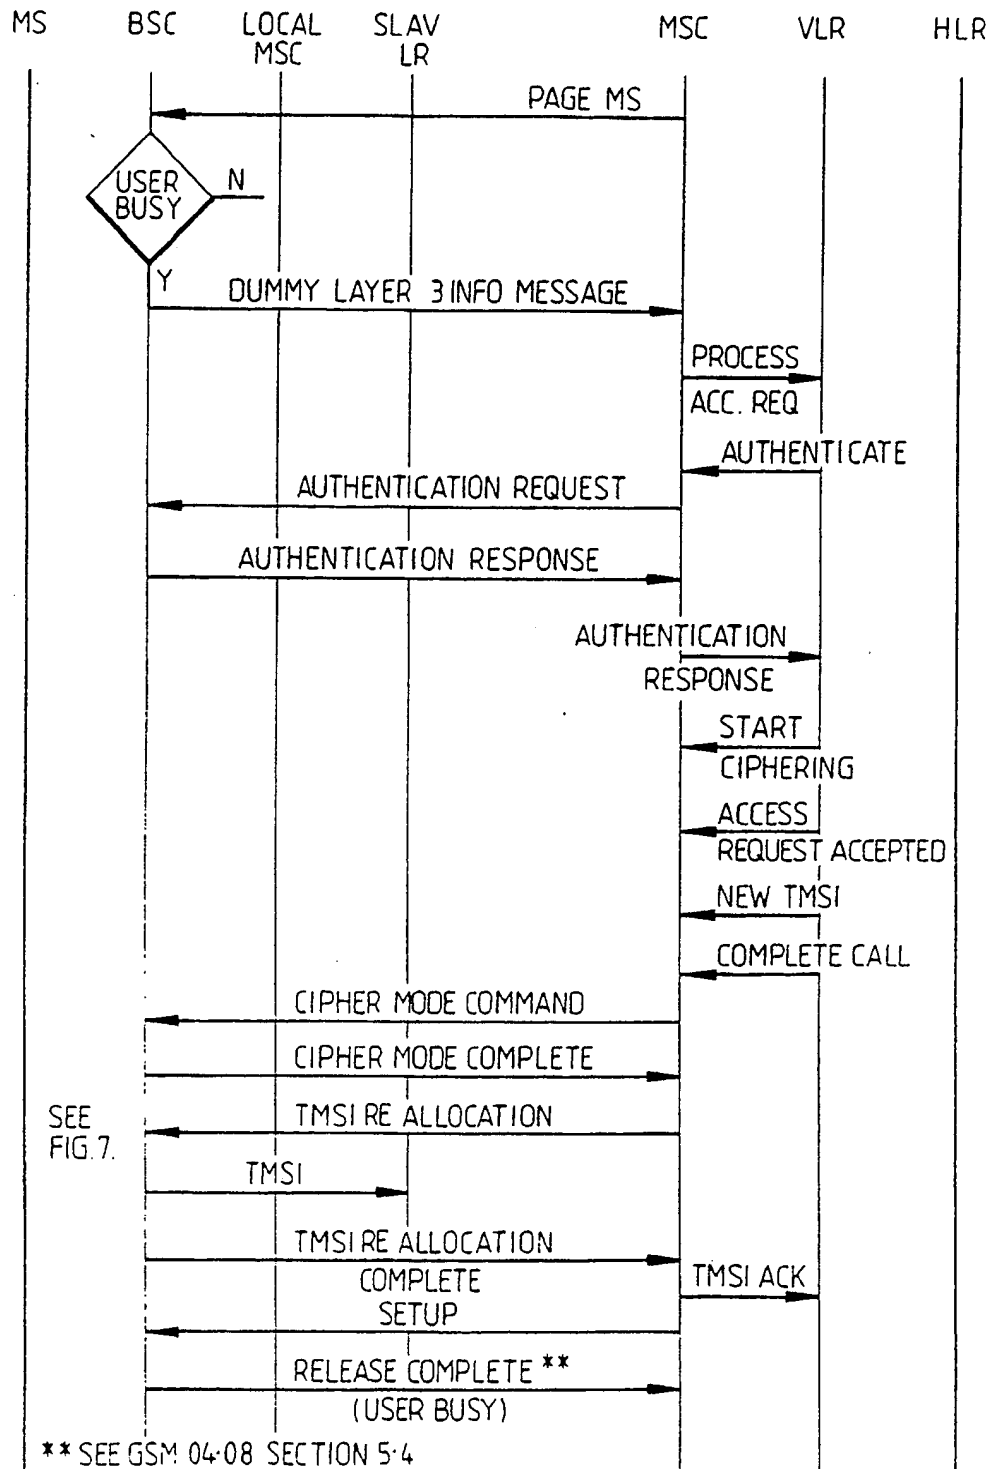 MS BSC LOCAL MSC SLAV LR MSC VLR HLR
PAGE MS
USER BUSY
N
Y
DUMMY LAYER 3 INFO MESSAGE
PROCESS
ACC. REQ
AUTHENTICATE
AUTHENTICATION REQUEST
AUTHENTICATION RESPONSE
AUTHENTICATION
RESPONSE
START
CIPHERING
ACCESS
REQUEST ACCEPTED
NEW TMSI
COMPLETE CALL
CIPHER MODE COMMAND
CIPHER MODE COMPLETE
SEE
FIG.7.
TMSI RE ALLOCATION
TMSI
TMSI RE ALLOCATION
COMPLETE
TMSI ACK
SETUP
RELEASE COMPLETE **
(USER BUSY)
** SEE GSM 04·08 SECTION 5·4